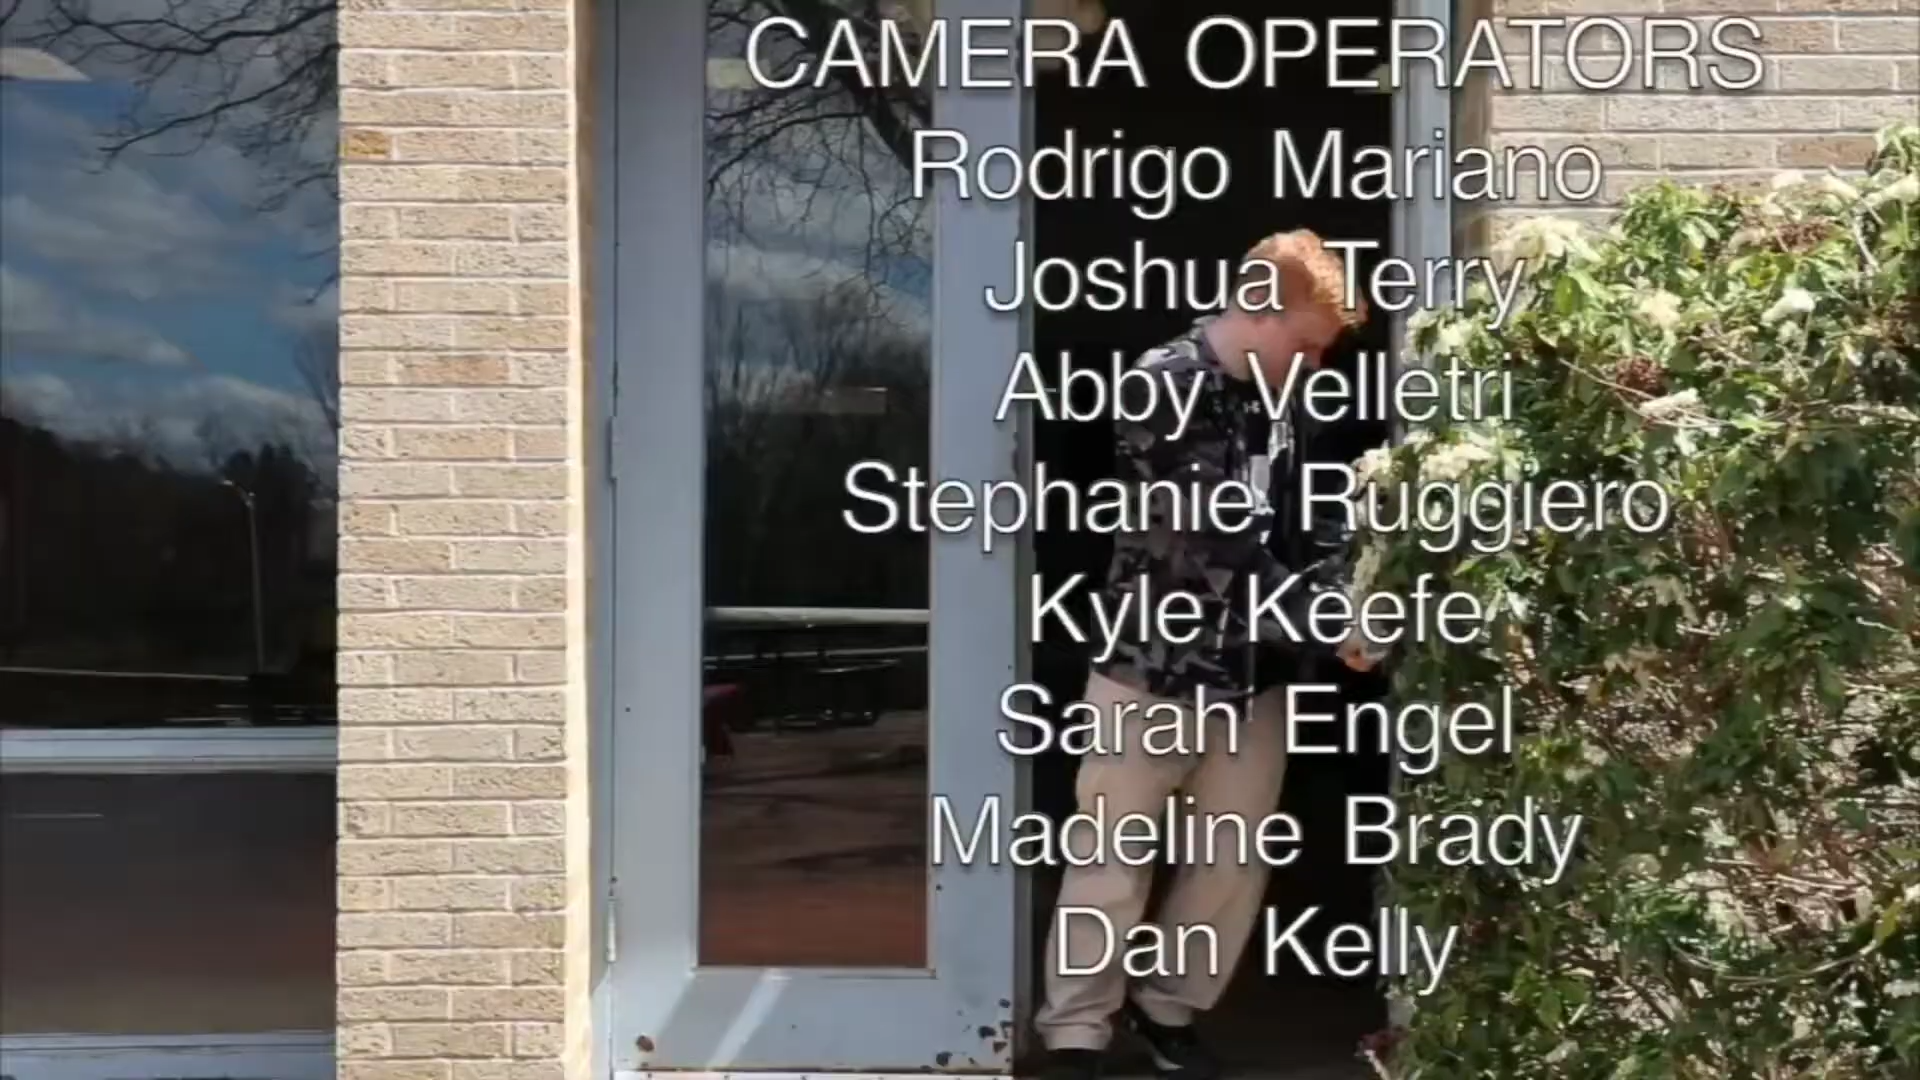 CAMERA OPERATORS
Rodrigo Mariano
Joshua Terry
Abby Velletri
Stephanie Ruggiero
Kyle Keefe
Sarah Engel
Madeline Brady
Dan Kelly